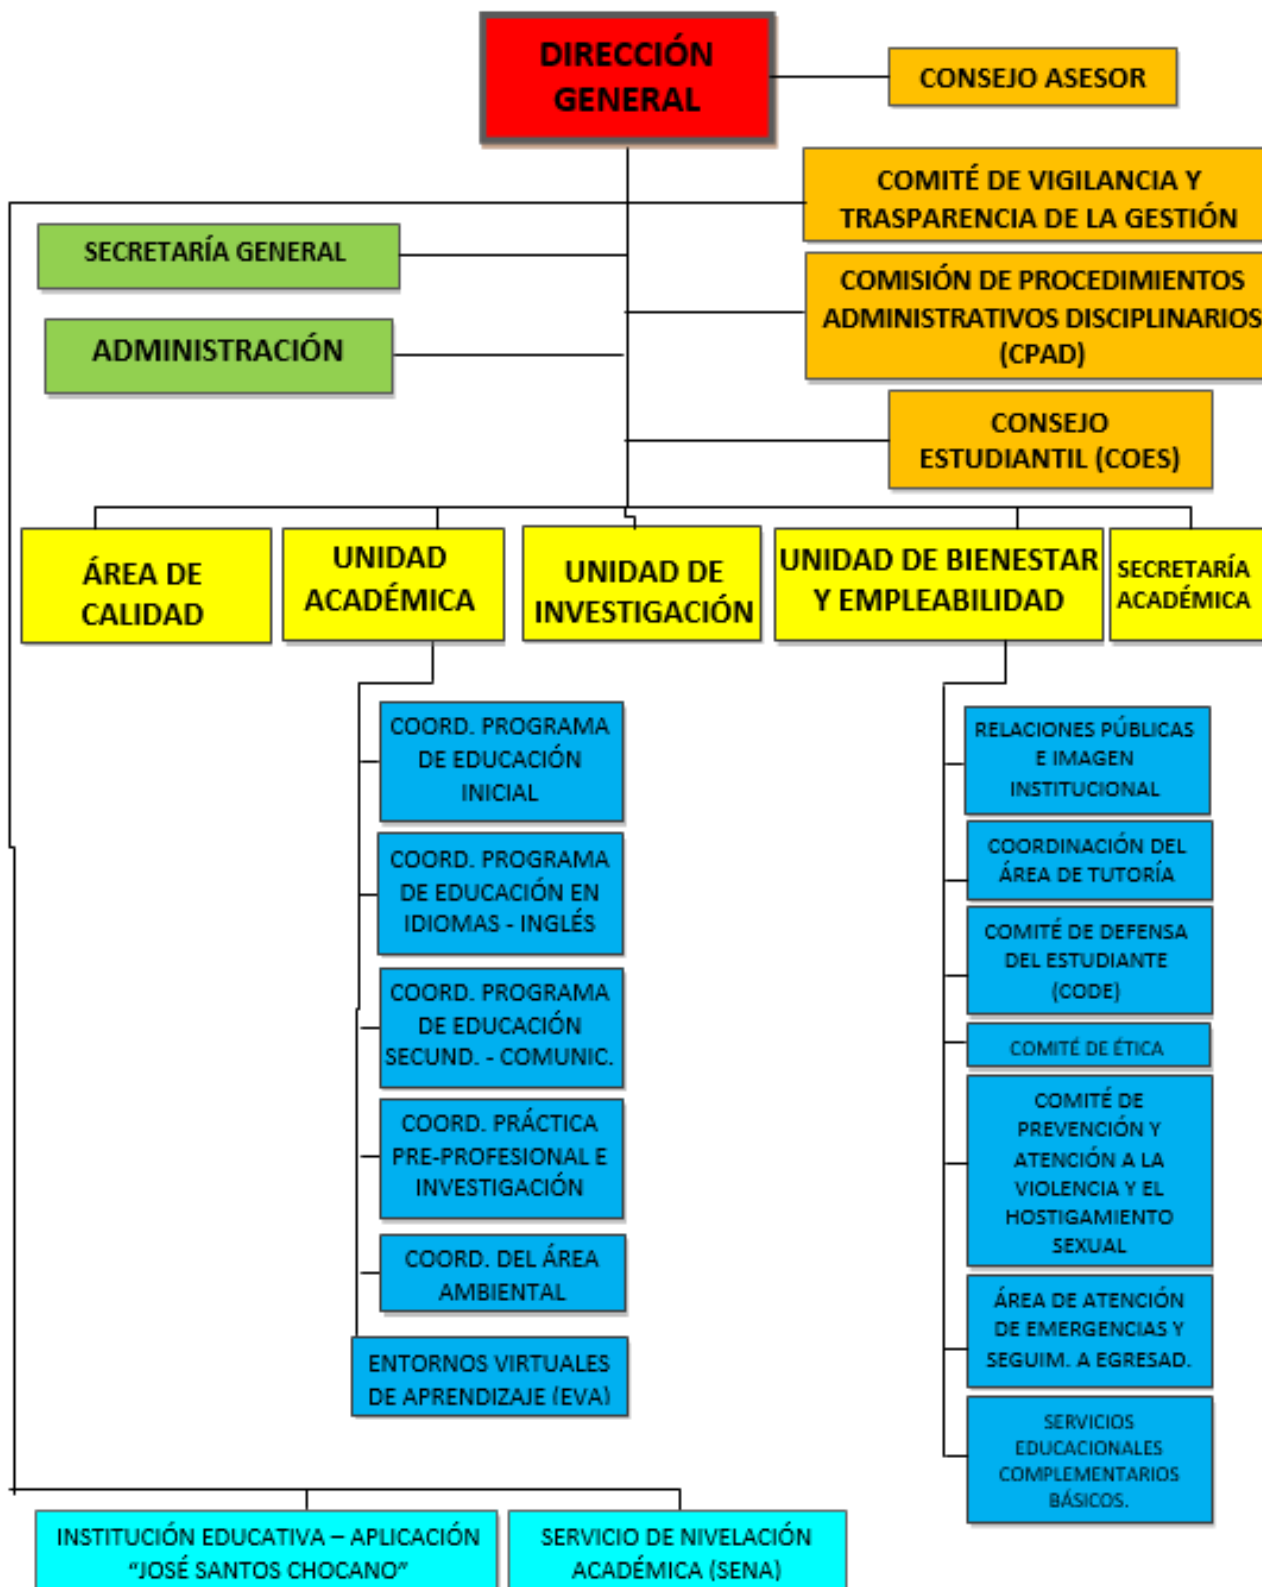 DIRECCIÓN
GENERAL
CONSEJO ASESOR
COMITÉ DE VIGILANCIA Y
TRASPARENCIA DE LA GESTIÓN
SECRETARÍA GENERAL
COMISIÓN DE PROCEDIMIENTOS
ADMINISTRATIVOS DISCIPLINARIOS
(CPAD)
ADMINISTRACIÓN
CONSEJO
ESTUDIANTIL (COES)
ÁREA DE
CALIDAD
UNIDAD
ACADÉMICA
UNIDAD DE
INVESTIGACIÓN
UNIDAD DE BIENESTAR
Y EMPLEABILIDAD
SECRETARÍA
ACADÉMICA
COORD. PROGRAMA
DE EDUCACIÓN
INICIAL
COORD. PROGRAMA
DE EDUCACIÓN EN
IDIOMAS - INGLÉS
COORD. PROGRAMA
DE EDUCACIÓN
SECUND. - COMUNIC.
COORD. PRÁCTICA
PRE-PROFESIONAL E
INVESTIGACIÓN
COORD. DEL ÁREA
AMBIENTAL
ENTORNOS VIRTUALES
DE APRENDIZAJE (EVA)
RELACIONES PÚBLICAS
E IMAGEN
INSTITUCIONAL
COORDINACIÓN DEL
ÁREA DE TUTORÍA
COMITÉ DE DEFENSA
DEL ESTUDIANTE
(CODE)
COMITÉ DE ÉTICA
COMITÉ DE
PREVENCIÓN Y
ATENCIÓN A LA
VIOLENCIA Y EL
HOSTIGAMIENTO
SEXUAL
ÁREA DE ATENCIÓN
DE EMERGENCIAS Y
SEGUIM. A EGRESAD.
SERVICIOS
EDUCACIONALES
COMPLEMENTARIOS
BÁSICOS.
INSTITUCIÓN EDUCATIVA – APLICACIÓN
“JOSÉ SANTOS CHOCANO”
SERVICIO DE NIVELACIÓN
ACADÉMICA (SENA)